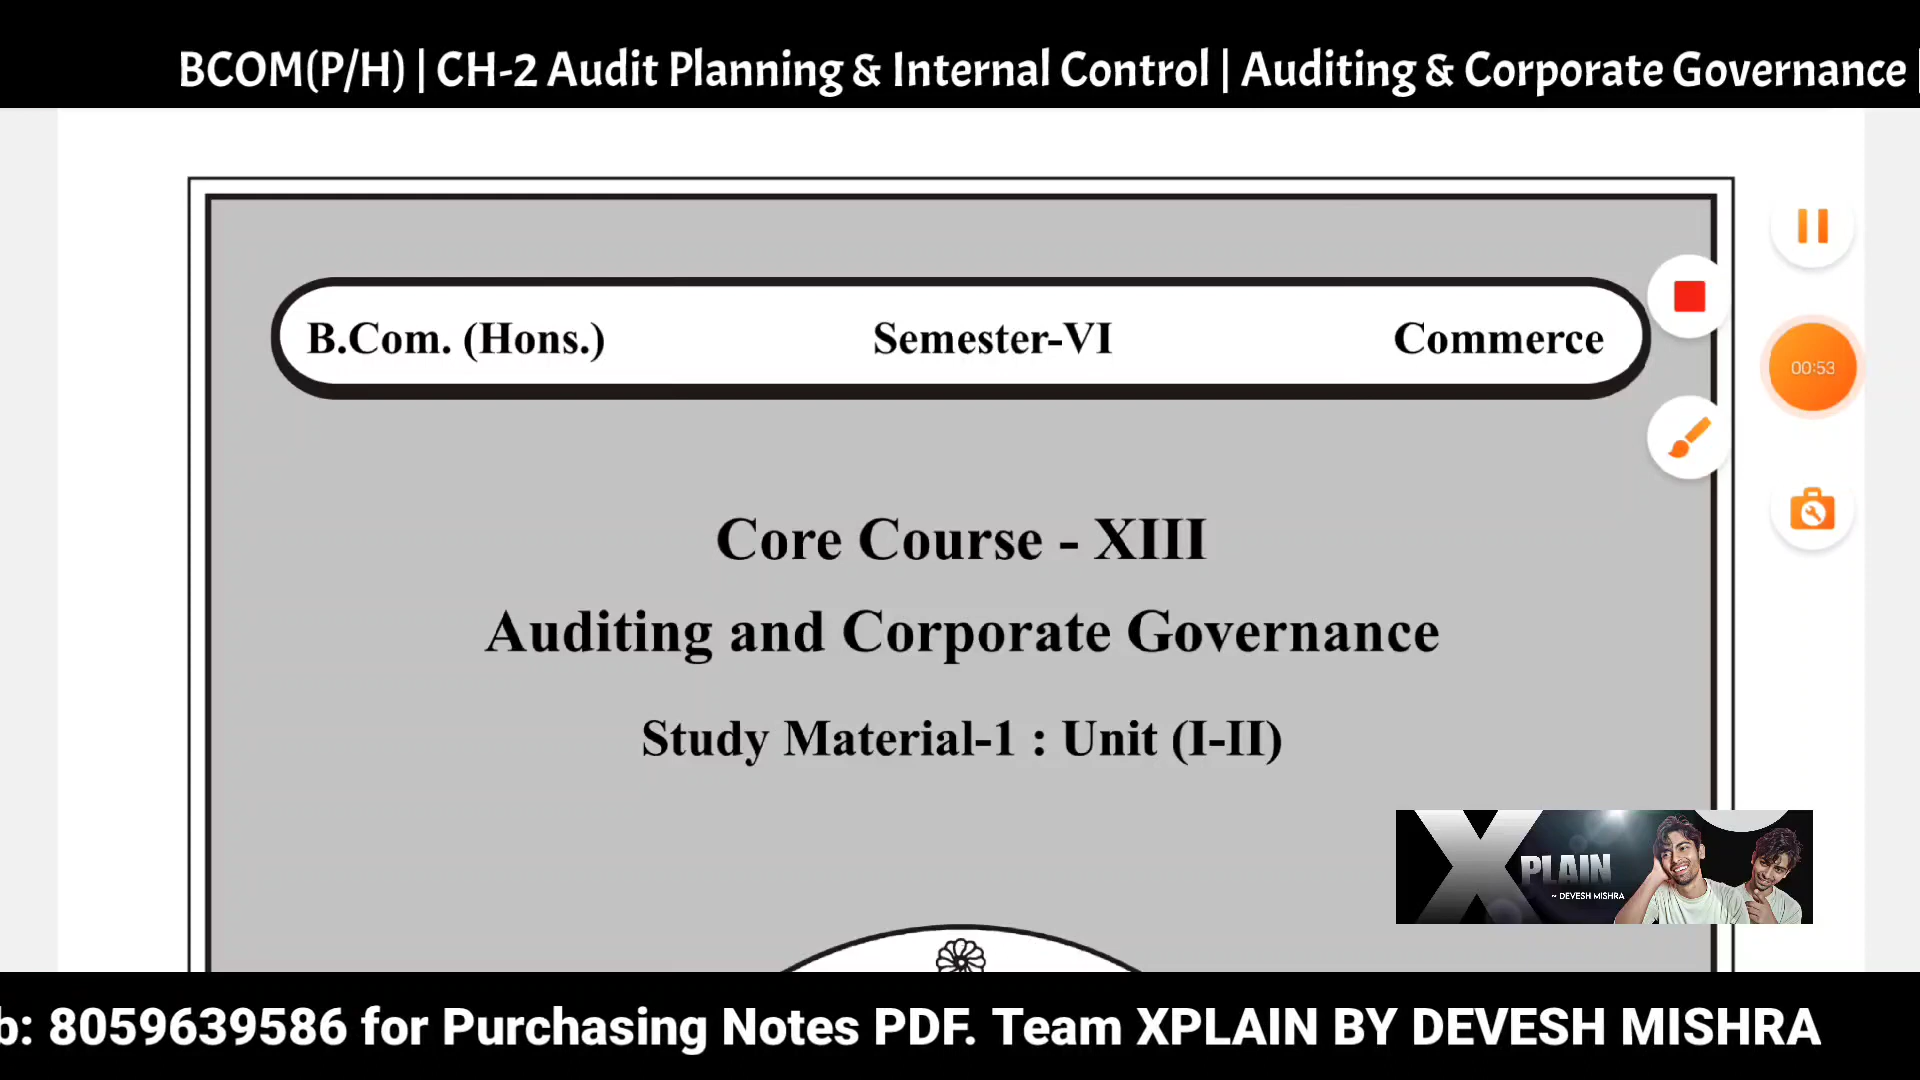 BCOM(P/H) | CH-2 Audit Planning & Internal Control | Auditing & Corporate Governance |
B.Com. (Hons.) Semester-VI Commerce
00:53
Core Course - XIII
Auditing and Corporate Governance
Study Material-1 : Unit (I-II)
XPLAIN
~ DEVESH MISHRA
b: 8059639586 for Purchasing Notes PDF. Team XPLAIN BY DEVESH MISHRA